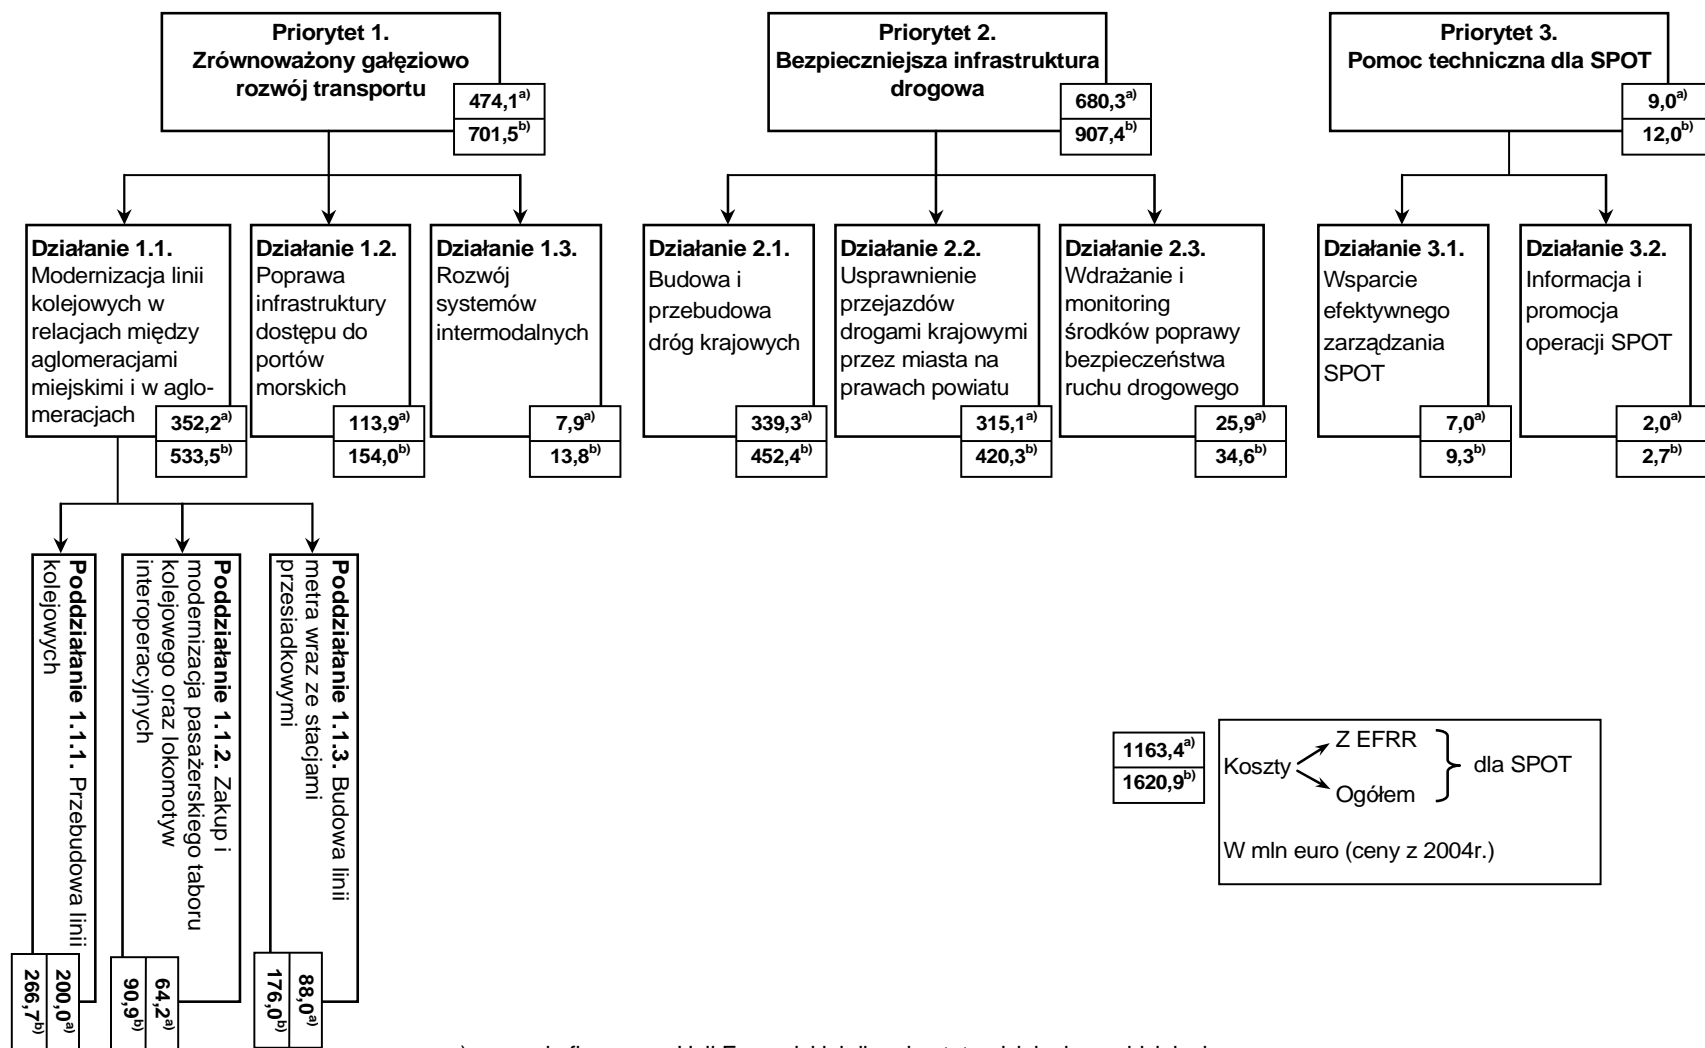 Priorytet 1.
Zrównoważony gałęziowo
rozwój transportu
474,1a)
701,5b)
Priorytet 2.
Bezpieczniejsza infrastruktura
drogowa
680,3a)
907,4b)
Priorytet 3.
Pomoc techniczna dla SPOT
9,0a)
12,0b)
Działanie 1.1.
Modernizacja linii
kolejowych w
relacjach między
aglomeracjami
miejskimi i w aglo-
meracjach
352,2a)
533,5b)
Działanie 1.2.
Poprawa
infrastruktury
dostępu do
portów
morskich
113,9a)
154,0b)
Działanie 1.3.
Rozwój
systemów
intermodalnych
7,9a)
13,8b)
Działanie 2.1.
Budowa i
przebudowa
dróg krajowych
339,3a)
452,4b)
Działanie 2.2.
Usprawnienie
przejazdów
drogami krajowymi
przez miasta na
prawach powiatu
315,1a)
420,3b)
Działanie 2.3.
Wdrażanie i
monitoring
środków poprawy
bezpieczeństwa
ruchu drogowego
25,9a)
34,6b)
Działanie 3.1.
Wsparcie
efektywnego
zarządzania
SPOT
7,0a)
9,3b)
Działanie 3.2.
Informacja i
promocja
operacji SPOT
2,0a)
2,7b)
Poddziałanie 1.1.1. Przebudowa linii
kolejowych
200,0a)
266,7b)
Poddziałanie 1.1.2. Zakup i
modernizacja pasażerskiego taboru
kolejowego oraz lokomotyw
interoperacyjnych
64,2a)
90,9b)
Poddziałanie 1.1.3. Budowa linii
metra wraz ze stacjami
przesiadkowymi
88,0a)
176,0b)
1163,4a)
1620,9b)
Koszty
Z EFRR
Ogółem
dla SPOT
W mln euro (ceny z 2004r.)